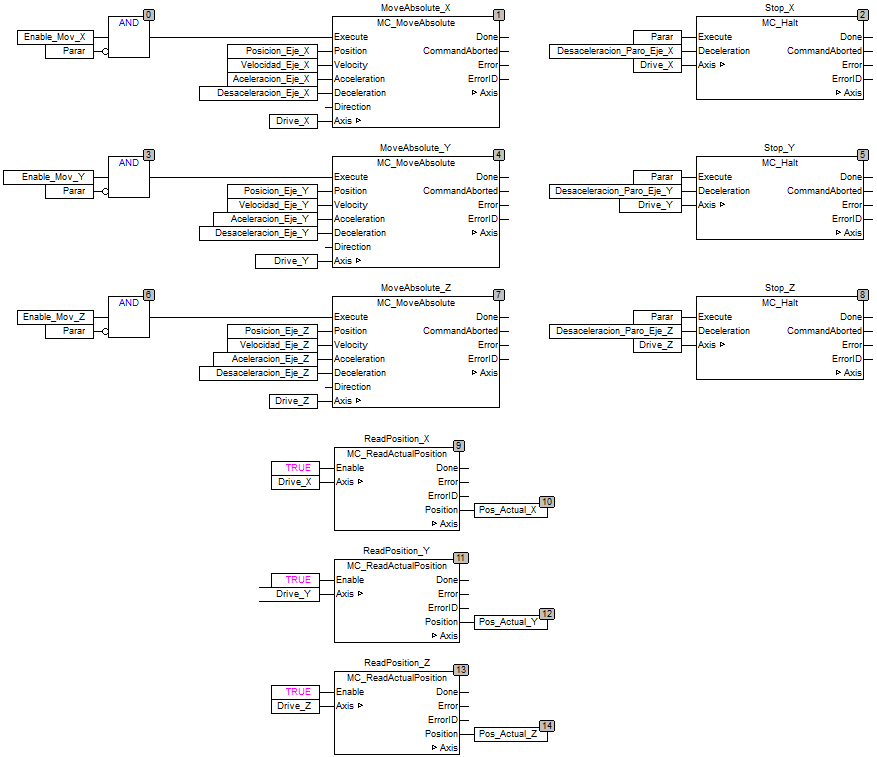 MoveAbsolute_X
Stop_X
0
AND
1
MC_MoveAbsolute
2
MC_Halt
Enable_Mov_X
Parar
Execute
Done
Posicion_Eje_X
Position
CommandAborted
Velocidad_Eje_X
Velocity
Error
Aceleracion_Eje_X
Acceleration
ErrorID
Desaceleracion_Eje_X
Deceleration
Axis
Direction
Drive_X
Axis
Parar
Execute
Done
Desaceleracion_Paro_Eje_X
Deceleration
CommandAborted
Drive_X
Axis
Error
ErrorID
Axis
MoveAbsolute_Y
Stop_Y
3
AND
4
MC_MoveAbsolute
5
MC_Halt
Enable_Mov_Y
Parar
Execute
Done
Posicion_Eje_Y
Position
CommandAborted
Velocidad_Eje_Y
Velocity
Error
Aceleracion_Eje_Y
Acceleration
ErrorID
Desaceleracion_Eje_Y
Deceleration
Axis
Direction
Drive_Y
Axis
Parar
Execute
Done
Desaceleracion_Paro_Eje_Y
Deceleration
CommandAborted
Drive_Y
Axis
Error
ErrorID
Axis
MoveAbsolute_Z
Stop_Z
6
AND
7
MC_MoveAbsolute
8
MC_Halt
Enable_Mov_Z
Parar
Execute
Done
Posicion_Eje_Z
Position
CommandAborted
Velocidad_Eje_Z
Velocity
Error
Aceleracion_Eje_Z
Acceleration
ErrorID
Desaceleracion_Eje_Z
Deceleration
Axis
Direction
Drive_Z
Axis
Parar
Execute
Done
Desaceleracion_Paro_Eje_Z
Deceleration
CommandAborted
Drive_Z
Axis
Error
ErrorID
Axis
ReadPosition_X
9
MC_ReadActualPosition
TRUE
Enable
Done
Drive_X
Axis
Error
ErrorID
10
Position
Pos_Actual_X
Axis
ReadPosition_Y
11
MC_ReadActualPosition
TRUE
Enable
Done
Drive_Y
Axis
Error
ErrorID
12
Position
Pos_Actual_Y
Axis
ReadPosition_Z
13
MC_ReadActualPosition
TRUE
Enable
Done
Drive_Z
Axis
Error
ErrorID
14
Position
Pos_Actual_Z
Axis